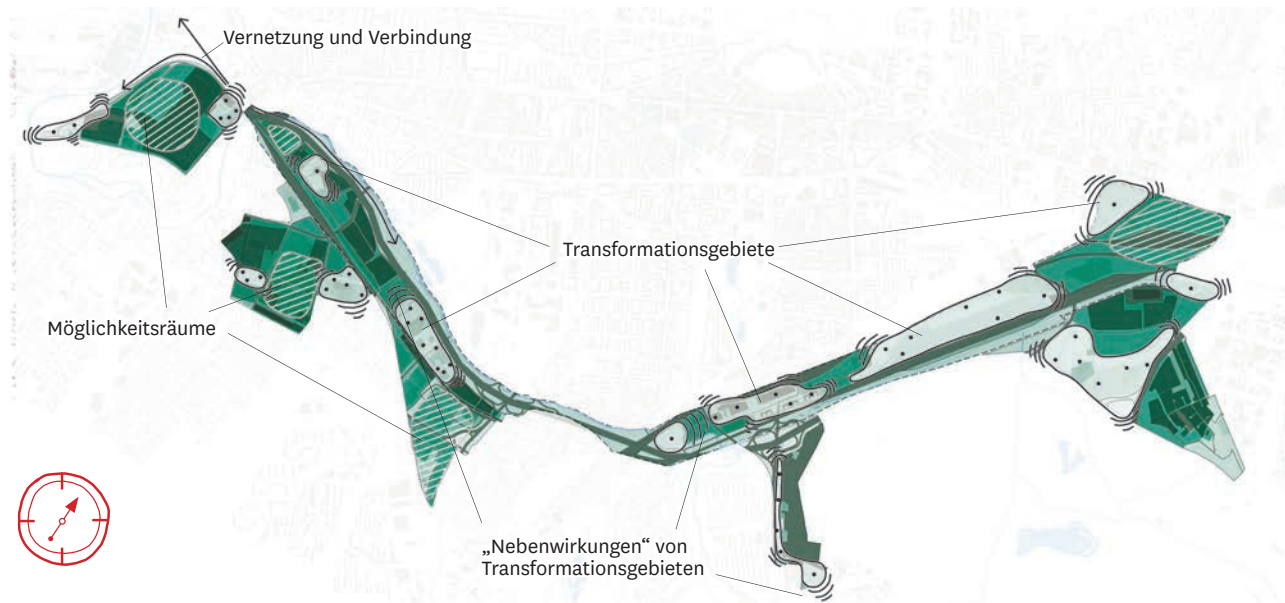 Vernetzung und Verbindung
Transformationsgebiete
Möglichkeitsräume
„Nebenwirkungen“ von
Transformationsgebieten